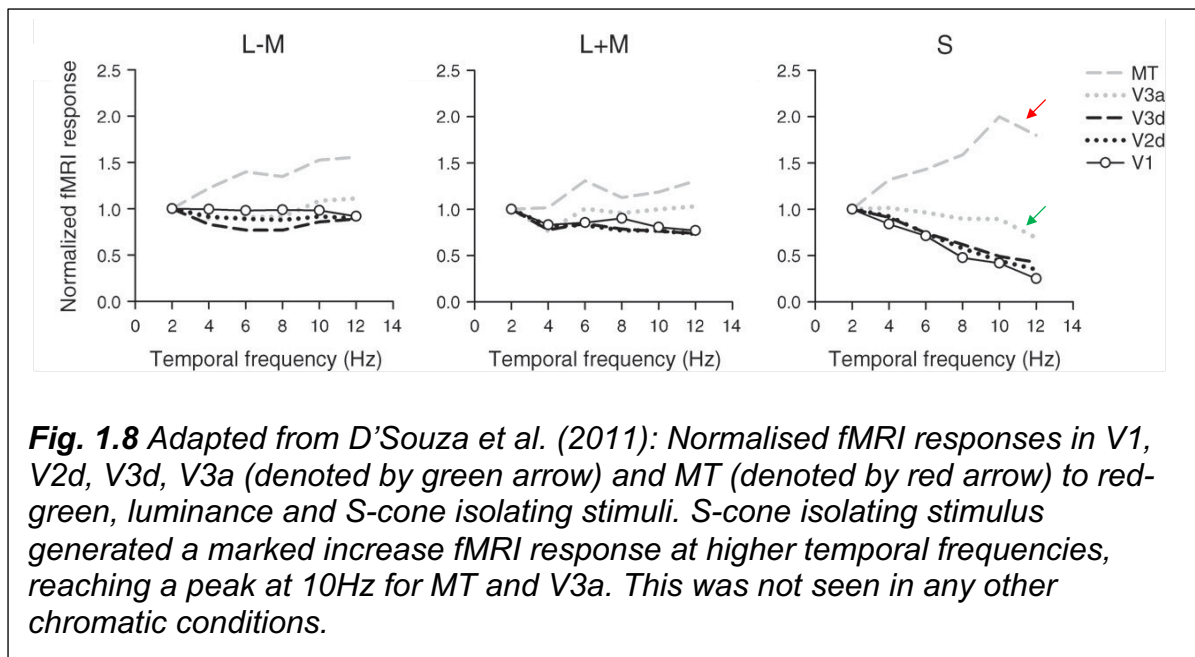 L-M
L+M
S
Normalized fMRI response
2.5
2.0
1.5
1.0
0.5
0.0
0 2 4 6 8 10 12 14
Temporal frequency (Hz)
2.5
2.0
1.5
1.0
0.5
0.0
0 2 4 6 8 10 12 14
Temporal frequency (Hz)
2.5
2.0
1.5
1.0
0.5
0.0
0 2 4 6 8 10 12 14
Temporal frequency (Hz)
MT
V3a
V3d
V2d
V1
Fig. 1.8 Adapted from D’Souza et al. (2011): Normalised fMRI responses in V1,
V2d, V3d, V3a (denoted by green arrow) and MT (denoted by red arrow) to red-
green, luminance and S-cone isolating stimuli. S-cone isolating stimulus
generated a marked increase fMRI response at higher temporal frequencies,
reaching a peak at 10Hz for MT and V3a. This was not seen in any other
chromatic conditions.